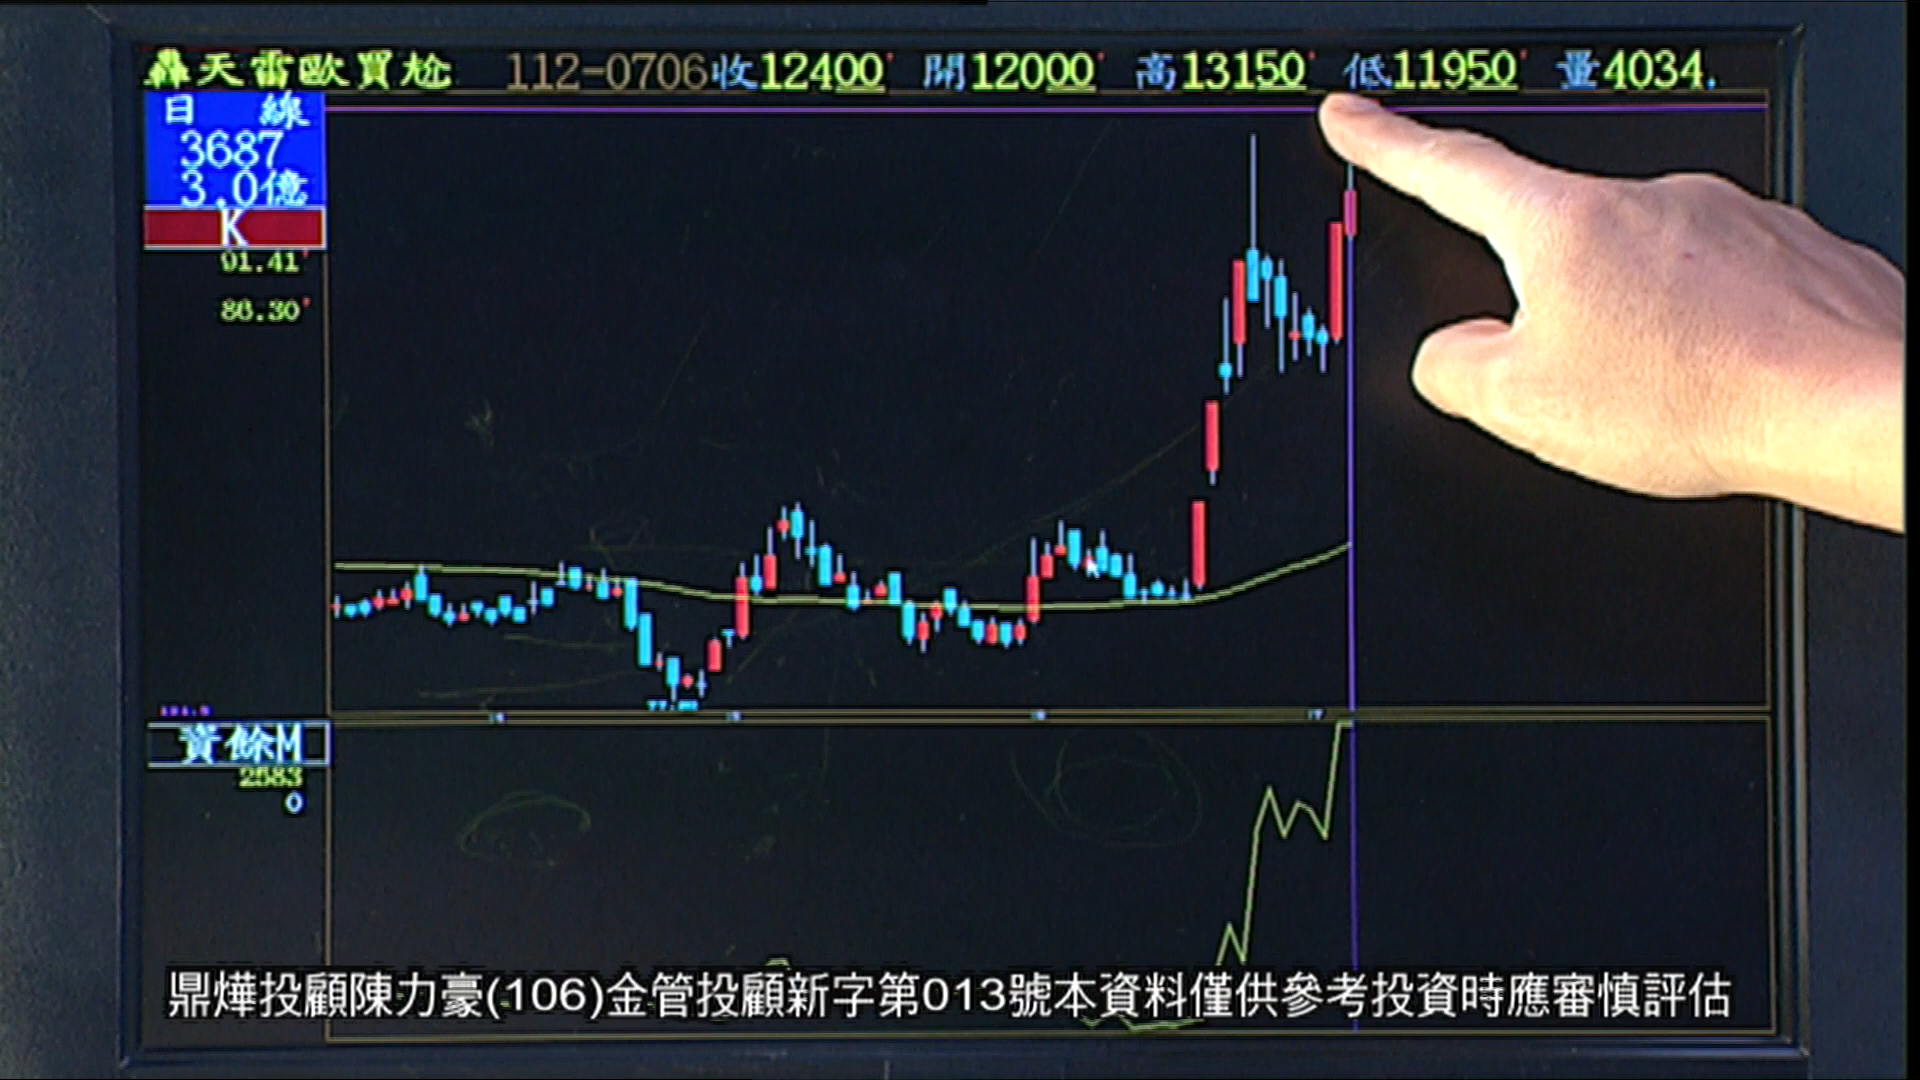 轟天雷歐買尬 112-0706收12400 開12000 高13150 低11950 量4034.
日 線
3687
3.0億
K
91.41
86.30
資餘M
2583
0
鼎燁投顧陳力豪(106)金管投顧新字第013號本資料僅供參考投資時應審慎評估